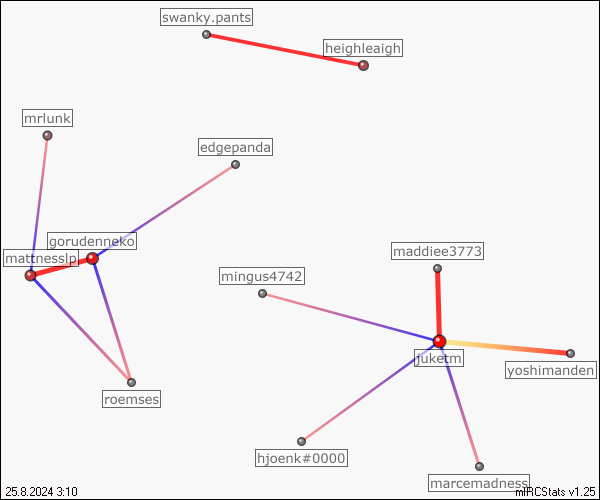 swanky.pants
heighleaigh
mrlunk
edgepanda
gorudenneko
mattnesslp
maddiee3773
mingus4742
juketm
yoshimanden
roemses
hjoenk#0000
marcemadness
25.8.2024 3:10
mIRCStats v1.25